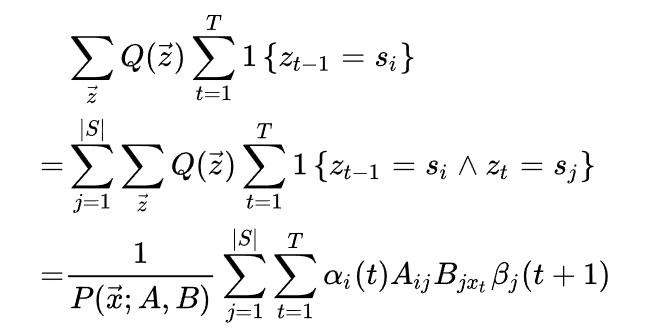 $\sum_{\vec{z}} Q(\vec{z}) \sum_{t=1}^{T} 1\{z_{t-1} = s_i\}$
$= \sum_{j=1}^{|S|} \sum_{\vec{z}} Q(\vec{z}) \sum_{t=1}^{T} 1\{z_{t-1} = s_i \wedge z_t = s_j\}$
$= \frac{1}{P(\vec{x}; A, B)} \sum_{j=1}^{|S|} \sum_{t=1}^{T} \alpha_i(t) A_{ij} B_{jx_t} \beta_j(t+1)$